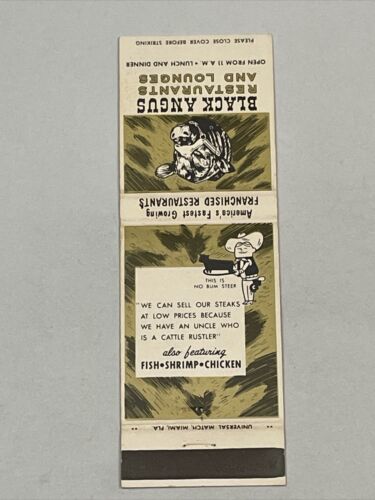 PLEASE CLOSE COVER BEFORE STRIKING
OPEN FROM 11 A.M. • LUNCH AND DINNER
BLACK ANGUS
RESTAURANTS
AND LOUNGES
America's Fastest Growing
FRANCHISED RESTAURANTS
THIS IS
NO BUM STEER
"WE CAN SELL OUR STEAKS
AT LOW PRICES BECAUSE
WE HAVE AN UNCLE WHO
IS A CATTLE RUSTLER"
also featuring
FISH•SHRIMP•CHICKEN
UNIVERSAL MATCH, MIAMI, FLA